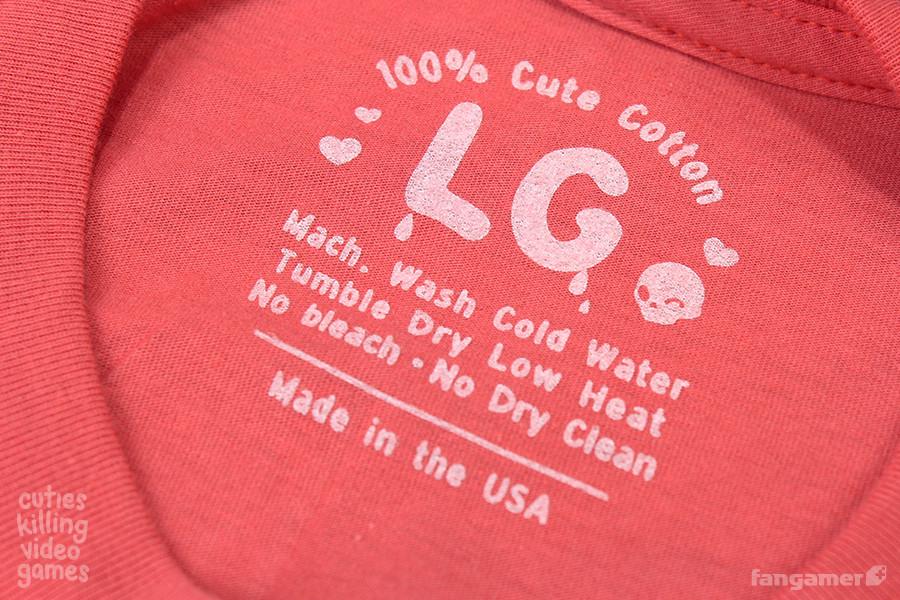 100% Cute Cotton
LG
Mach. Wash Cold Water
Tumble Dry Low Heat
No bleach • No Dry Clean
Made in the USA
cuties
killing
video
games
fangamer